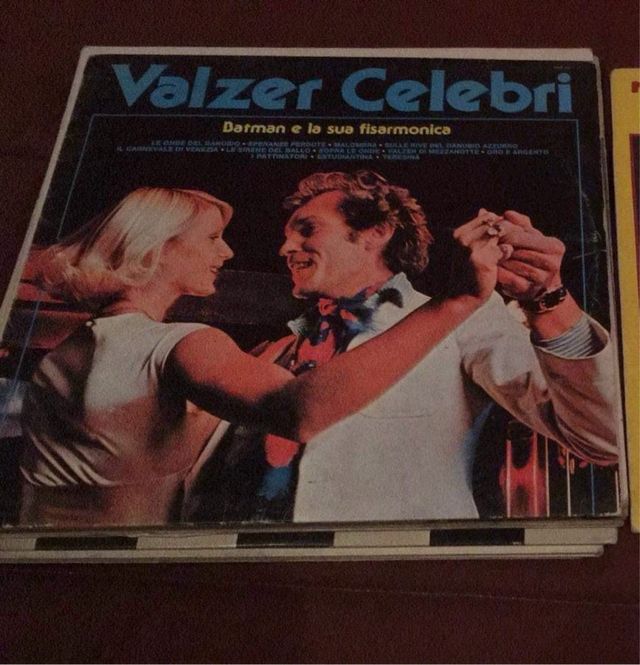 Valzer Celebri
Batman e la sua fisarmonica
LE ONDE DEL DANUBIO • SPERANZE PERDUTE • MALOMBRA • SULLE RIVE DEL DANUBIO AZZURRO
IL CARNEVALE DI VENEZIA • LE SIRENE DEL BALLO • SOPRA LE ONDE • VALZER DI MEZZANOTTE • ORO E ARGENTO
I PATTINATORI • ESTUDIANTINA • TERESINA